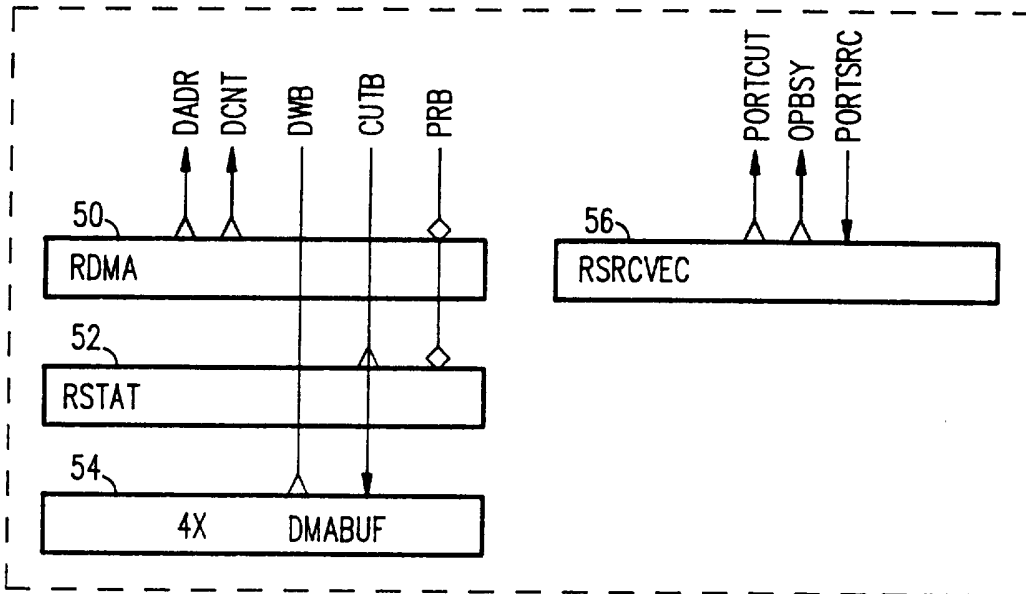 DADR
DCNT
DWB
CUTB
PRB
PORTCUT
OPBSY
PORTSRC
50
RDMA
56
RSRCVEC
52
RSTAT
54
4X DMABUF